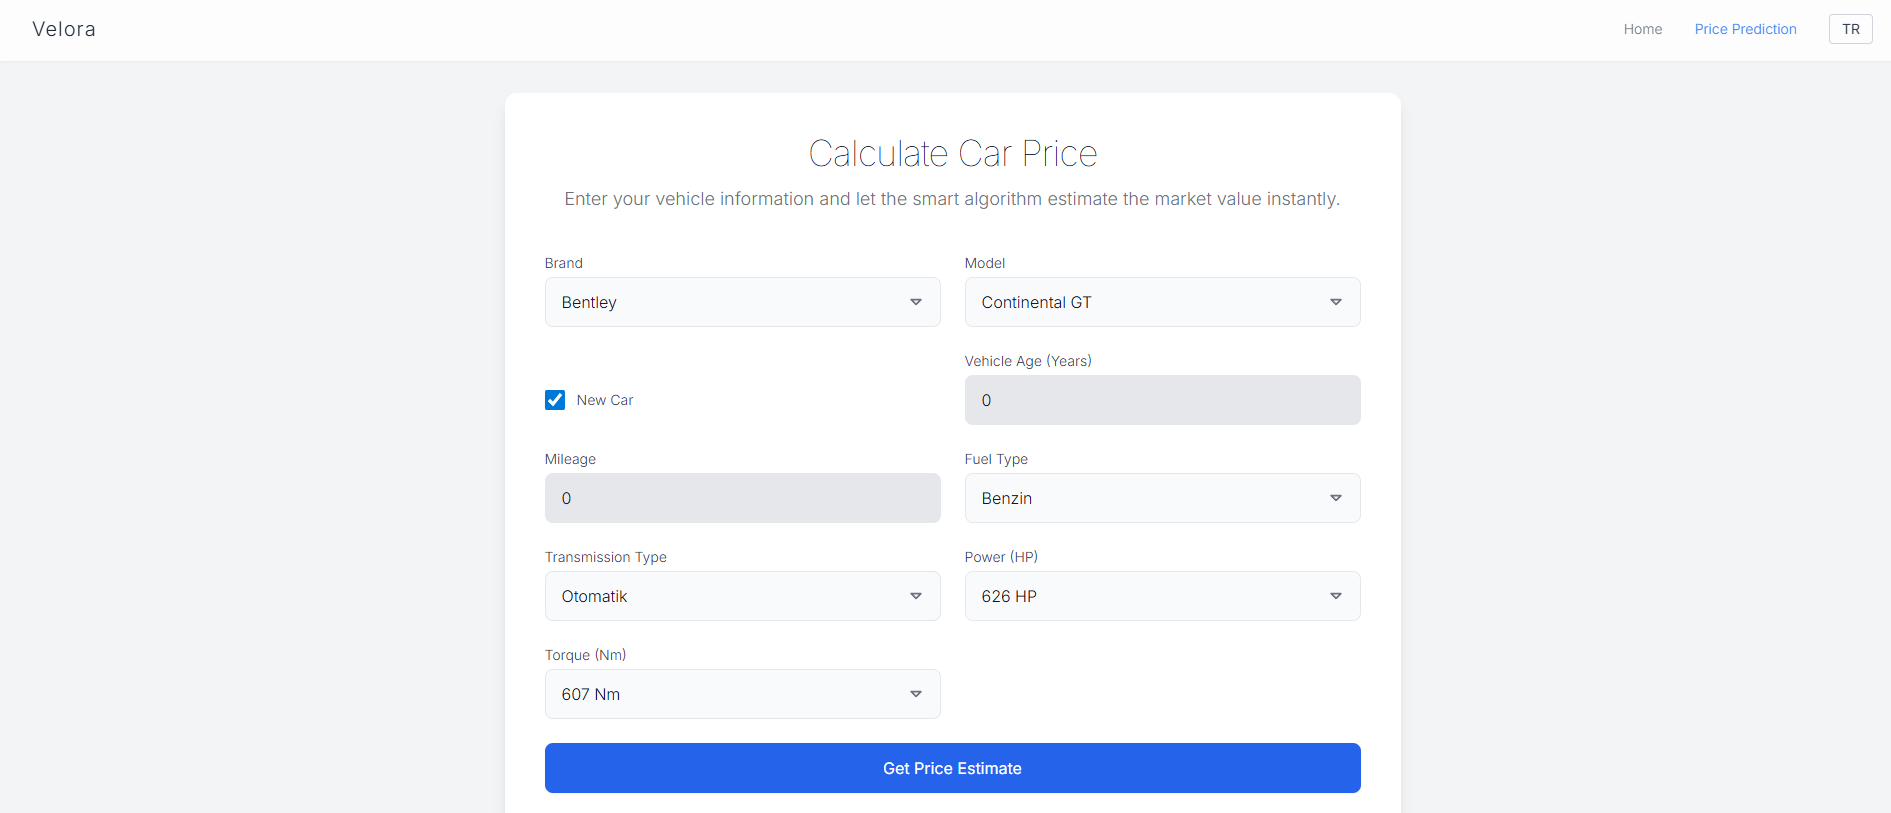 Velora
Home
Price Prediction
TR
Calculate Car Price
Enter your vehicle information and let the smart algorithm estimate the market value instantly.
Brand
Model
Bentley
Continental GT
New Car
Vehicle Age (Years)
0
Mileage
Fuel Type
0
Benzin
Transmission Type
Power (HP)
Otomatik
626 HP
Torque (Nm)
607 Nm
Get Price Estimate